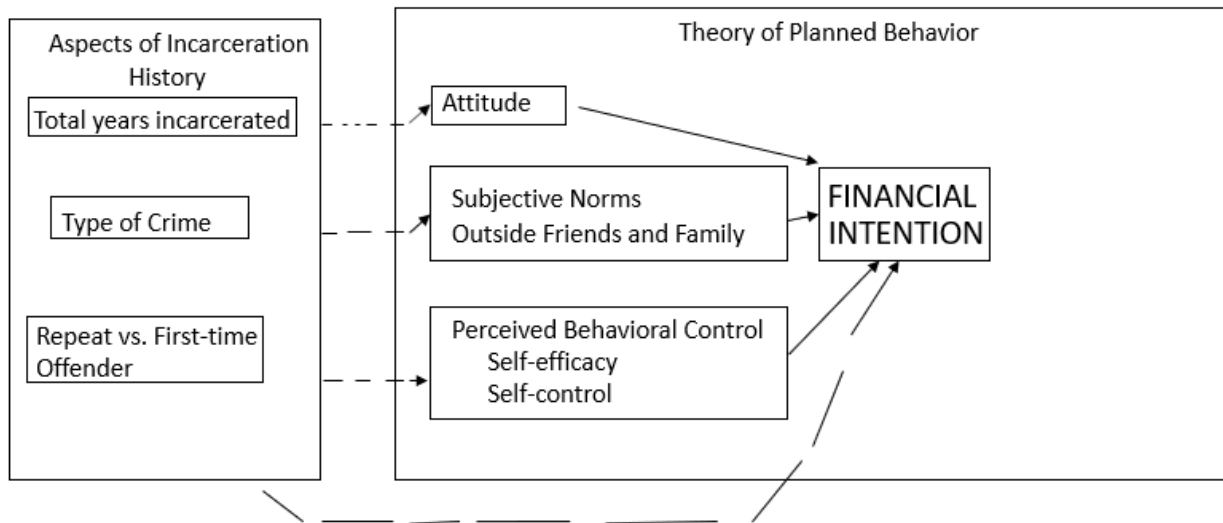 Aspects of Incarceration
History
Total years incarcerated
Type of Crime
Repeat vs. First-time
Offender
Theory of Planned Behavior
Attitude
Subjective Norms
Outside Friends and Family
Perceived Behavioral Control
Self-efficacy
Self-control
FINANCIAL
INTENTION